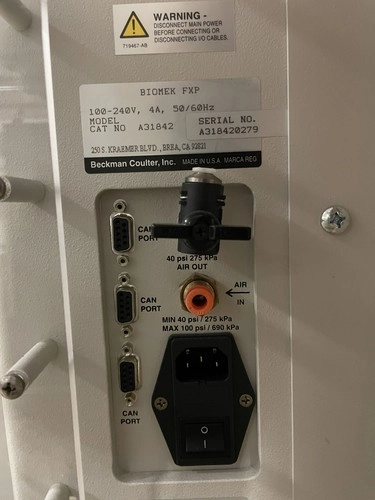 WARNING -
DISCONNECT MAIN POWER
BEFORE CONNECTING OR
DISCONNECTING I/O CABLES.
719467-AB
BIOMEK FXP
100-240V, 4A, 50/60Hz
MODEL
CAT NO A31842
SERIAL NO.
A318420279
250 S. KRAEMER BLVD., BREA, CA 92821
Beckman Coulter, Inc. MADE IN U.S.A. MARCA REG.
CAN
PORT
40 psi 275 kPa
AIR OUT
CAN
PORT
AIR
IN
MIN 40 psi / 275 kPa
MAX 100 psi / 690 kPa
CAN
PORT
O
I